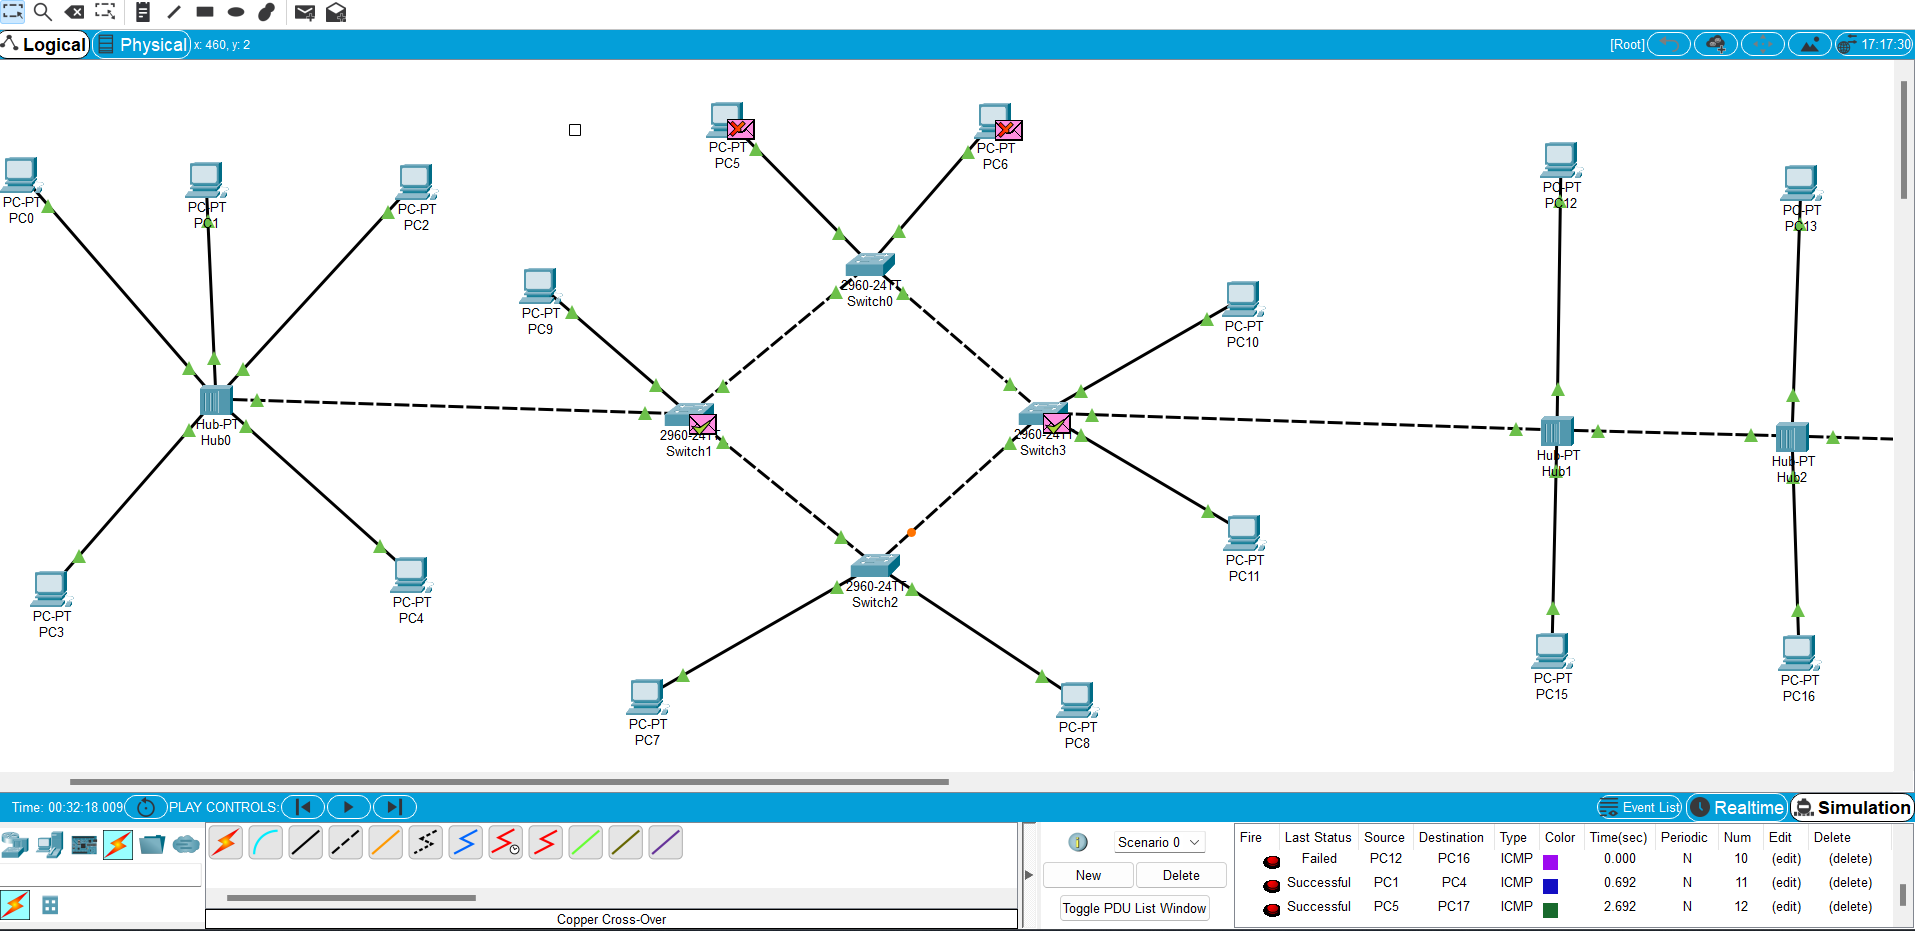 Logical Physical x: 460, y: 2 [Root] 17:17:30
PC-PT
PC5
PC-PT
PC6
PC-PT
PC0
PC-PT
PC1
PC-PT
PC2
PC-PT
PC12
PC-PT
PC13
2960-24TT
Switch0
PC-PT
PC9
PC-PT
PC10
Hub-PT
Hub0
2960-24TT
Switch1
2960-24TT
Switch3
Hub-PT
Hub1
Hub-PT
Hub2
PC-PT
PC11
2960-24TT
Switch2
PC-PT
PC3
PC-PT
PC4
PC-PT
PC15
PC-PT
PC16
PC-PT
PC7
PC-PT
PC8
Time: 00:32:18.009 PLAY CONTROLS: Event List Realtime Simulation
Scenario 0
New Delete
Toggle PDU List Window
Copper Cross-Over
Fire Last Status Source Destination Type Color Time(sec) Periodic Num Edit Delete
Failed PC12 PC16 ICMP 0.000 N 10 (edit) (delete)
Successful PC1 PC4 ICMP 0.692 N 11 (edit) (delete)
Successful PC5 PC17 ICMP 2.692 N 12 (edit) (delete)